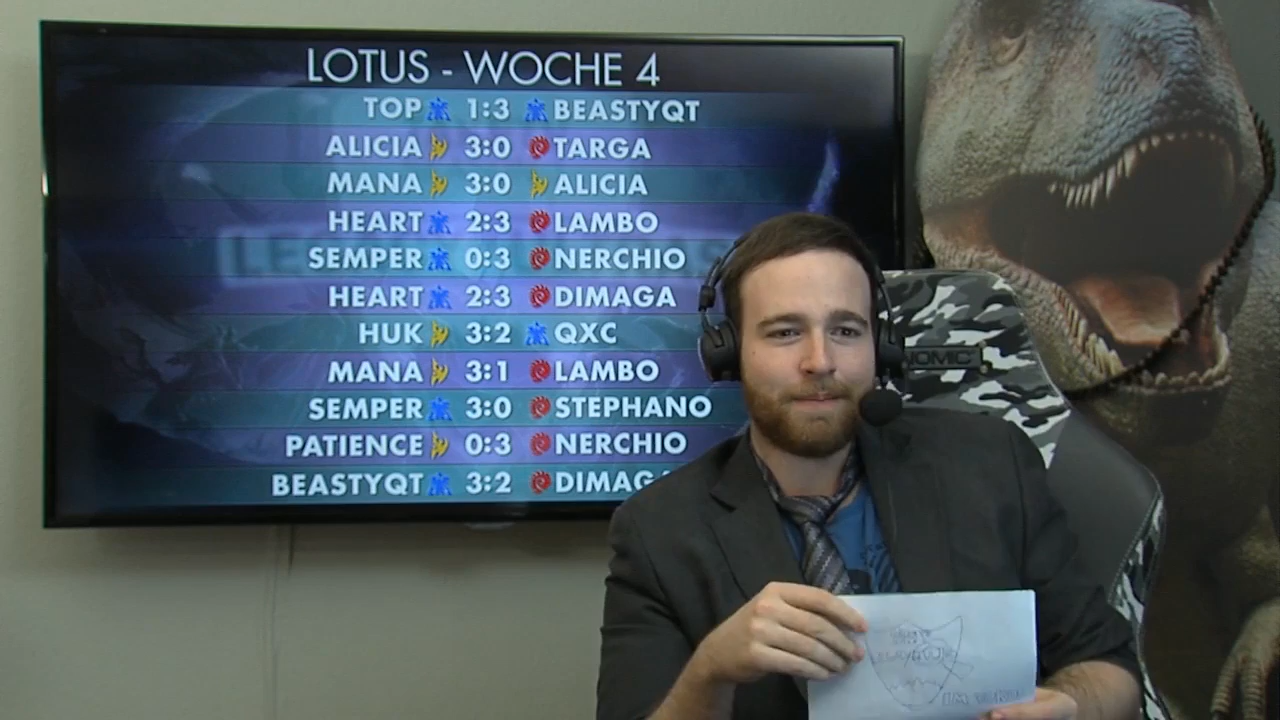 LOTUS - WOCHE 4
TOP 1:3 BEASTYQT
ALICIA 3:0 TARGA
MANA 3:0 ALICIA
HEART 2:3 LAMBO
SEMPER 0:3 NERCHIO
HEART 2:3 DIMAGA
HUK 3:2 QXC
MANA 3:1 LAMBO
SEMPER 3:0 STEPHANO
PATIENCE 0:3 NERCHIO
BEASTYQT 3:2 DIMAG
NOMIC